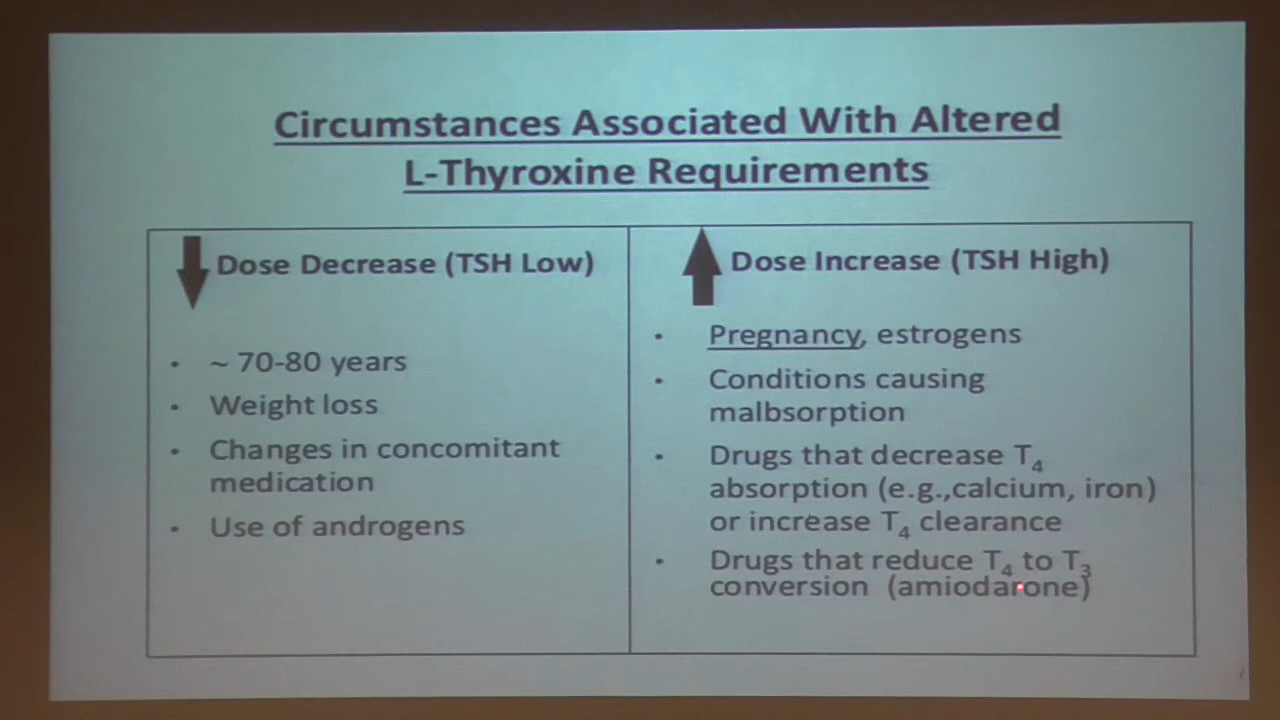 Circumstances Associated With Altered
L-Thyroxine Requirements
Dose Decrease (TSH Low)
• ~ 70-80 years
• Weight loss
• Changes in concomitant
medication
• Use of androgens
Dose Increase (TSH High)
• Pregnancy, estrogens
• Conditions causing
malbsorption
• Drugs that decrease T₄
absorption (e.g.,calcium, iron)
or increase T₄ clearance
• Drugs that reduce T₄ to T₃
conversion (amiodarone)